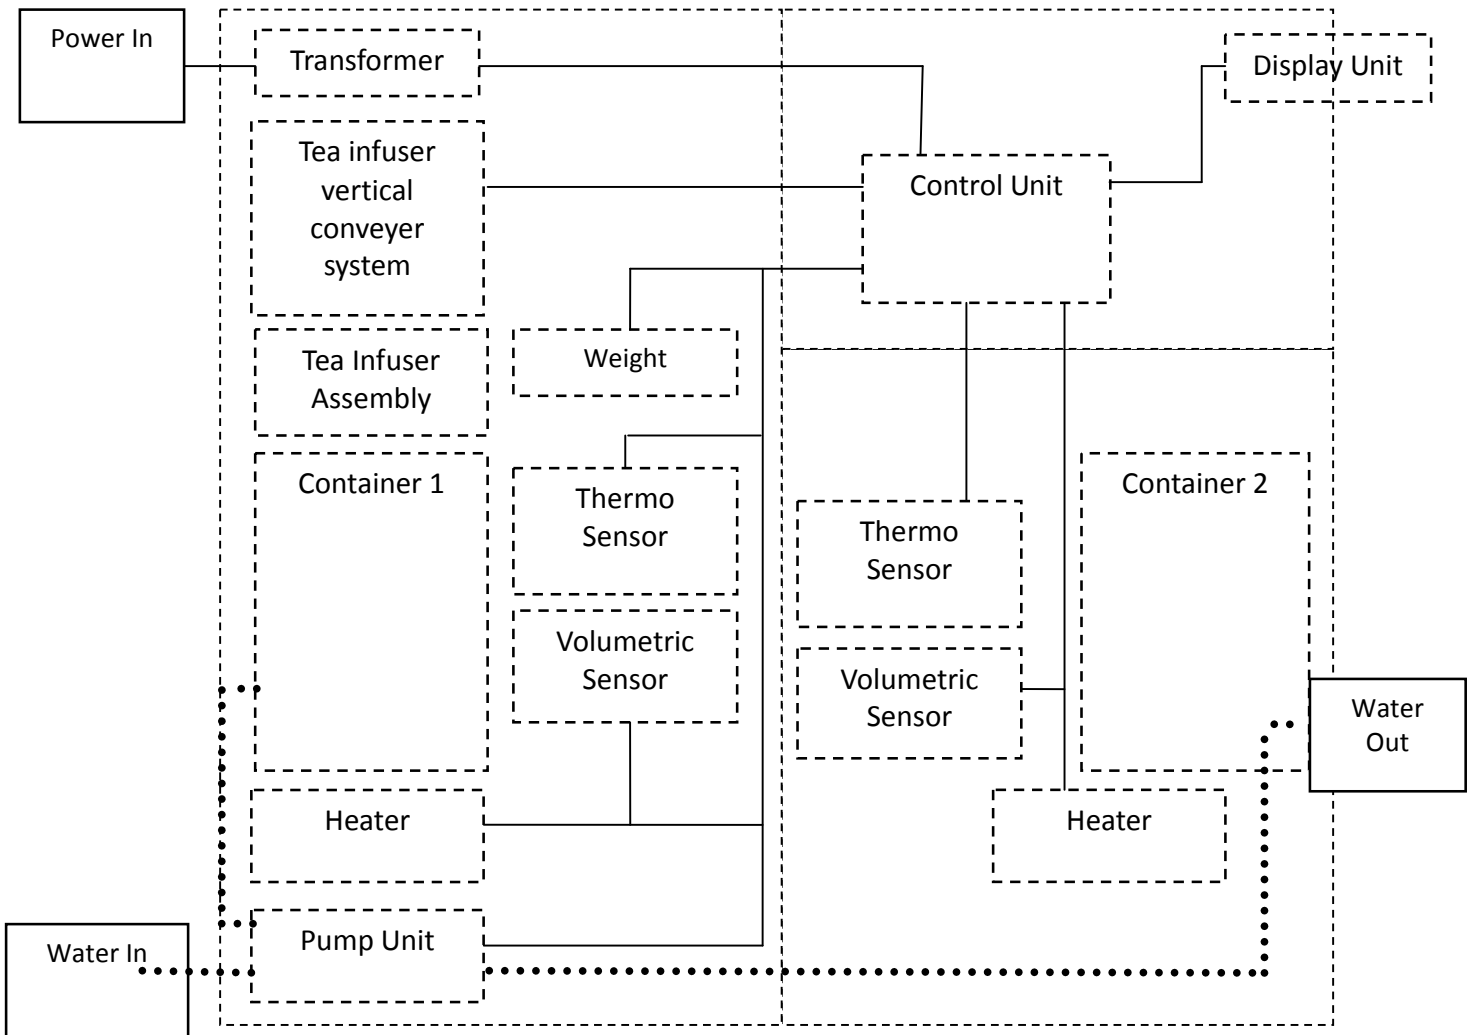 Power In
Transformer
Display Unit
Tea infuser
vertical
conveyer
system
Control Unit
Tea Infuser
Assembly
Weight
Container 1
Thermo
Sensor
Container 2
Thermo
Sensor
Volumetric
Sensor
Volumetric
Sensor
Water
Out
Heater
Heater
Pump Unit
Water In